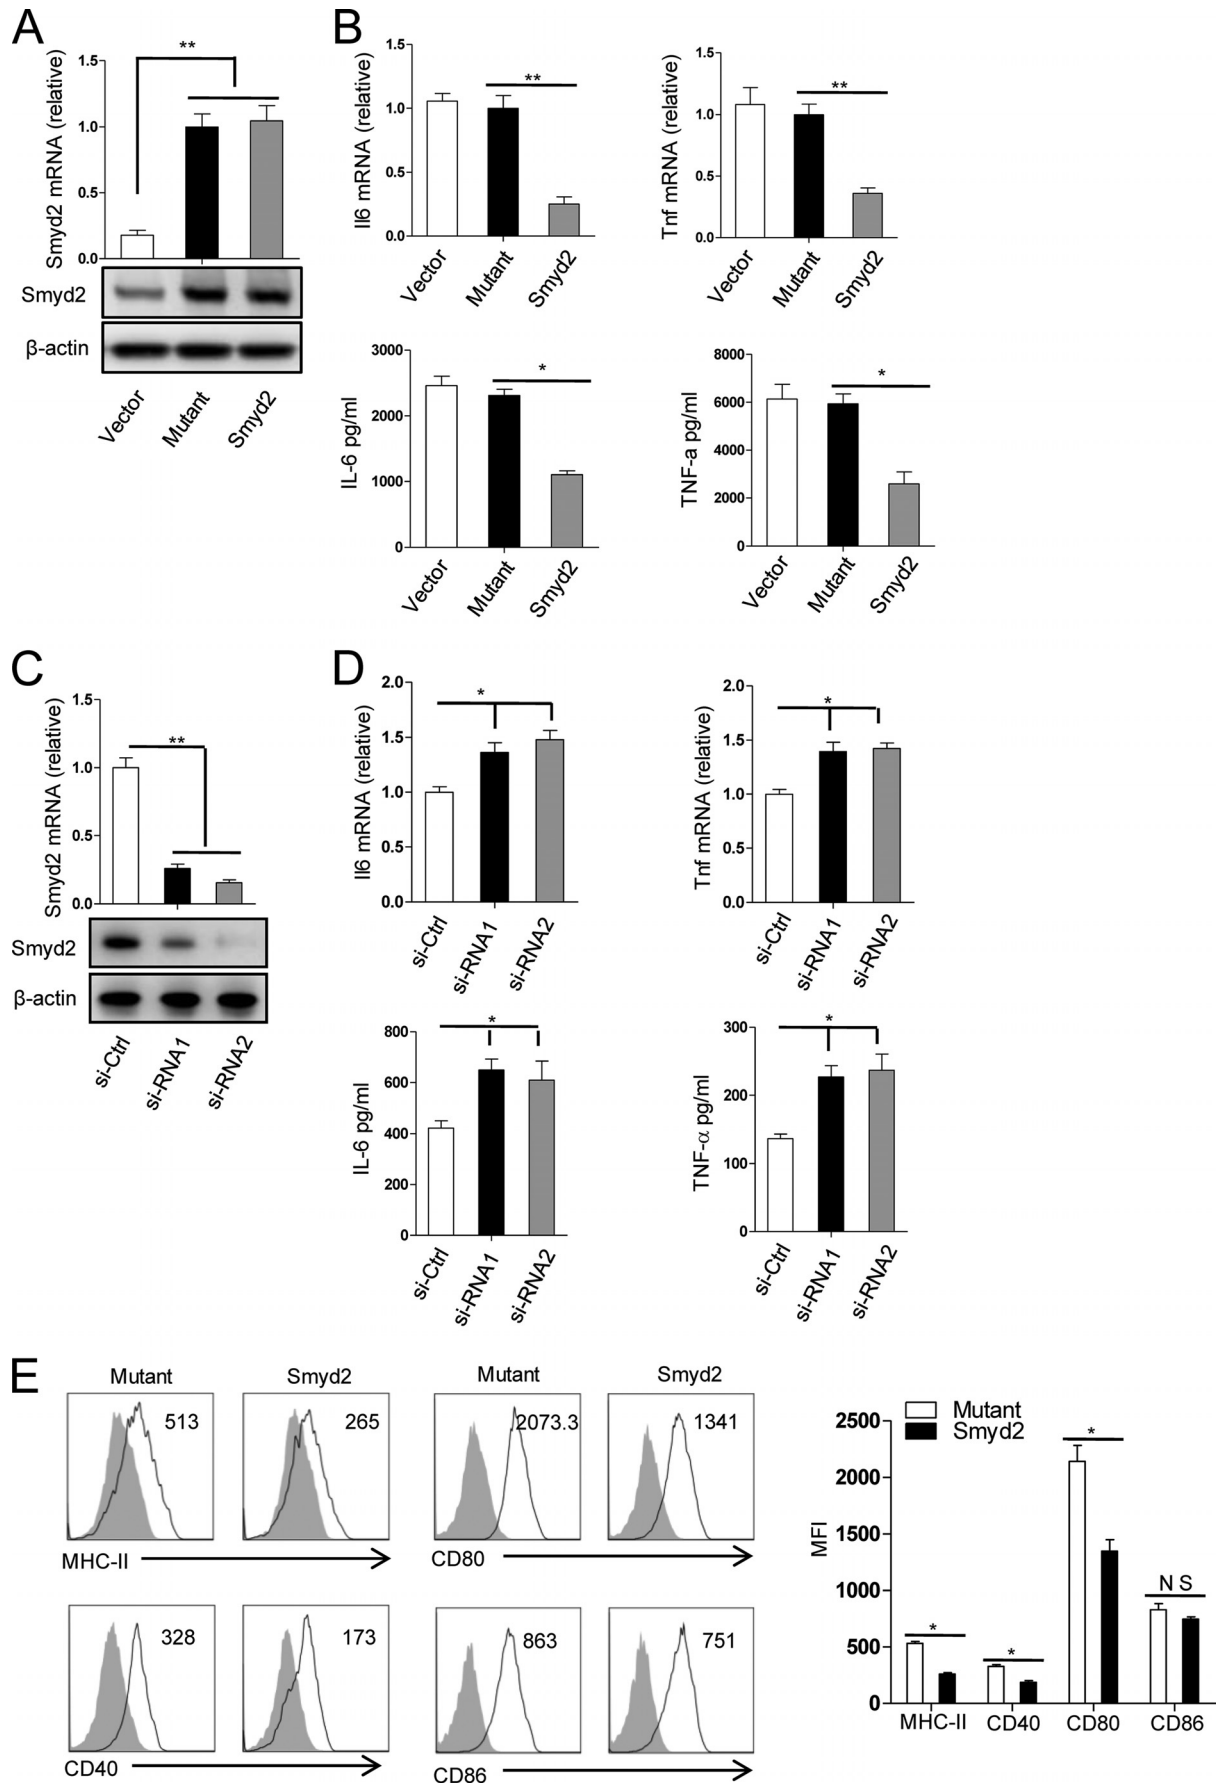 A
Smyd2 mRNA (relative)
1.5
1.0
0.5
0.0
**
Smyd2
β-actin
Vector
Mutant
Smyd2
B
Il6 mRNA (relative)
1.5
1.0
0.5
0.0
**
Vector
Mutant
Smyd2
Tnf mRNA (relative)
1.5
1.0
0.5
0.0
**
Vector
Mutant
Smyd2
IL-6 pg/ml
3000
2000
1000
0
*
Vector
Mutant
Smyd2
TNF-a pg/ml
8000
6000
4000
2000
0
*
Vector
Mutant
Smyd2
C
Smyd2 mRNA (relative)
1.5
1.0
0.5
0.0
**
Smyd2
β-actin
si-Ctrl
si-RNA1
si-RNA2
D
Il6 mRNA (relative)
2.0
1.5
1.0
0.5
0.0
*
si-Ctrl
si-RNA1
si-RNA2
Tnf mRNA (relative)
2.0
1.5
1.0
0.5
0.0
*
si-Ctrl
si-RNA1
si-RNA2
IL-6 pg/ml
800
600
400
200
0
*
si-Ctrl
si-RNA1
si-RNA2
TNF-α pg/ml
300
200
100
0
*
si-Ctrl
si-RNA1
si-RNA2
E
Mutant
Smyd2
Mutant
Smyd2
513
265
2073.3
1341
MHC-II
CD80
328
173
863
751
CD40
CD86
Mutant
Smyd2
MFI
2500
2000
1500
1000
500
0
*
*
*
N S
MHC-II
CD40
CD80
CD86